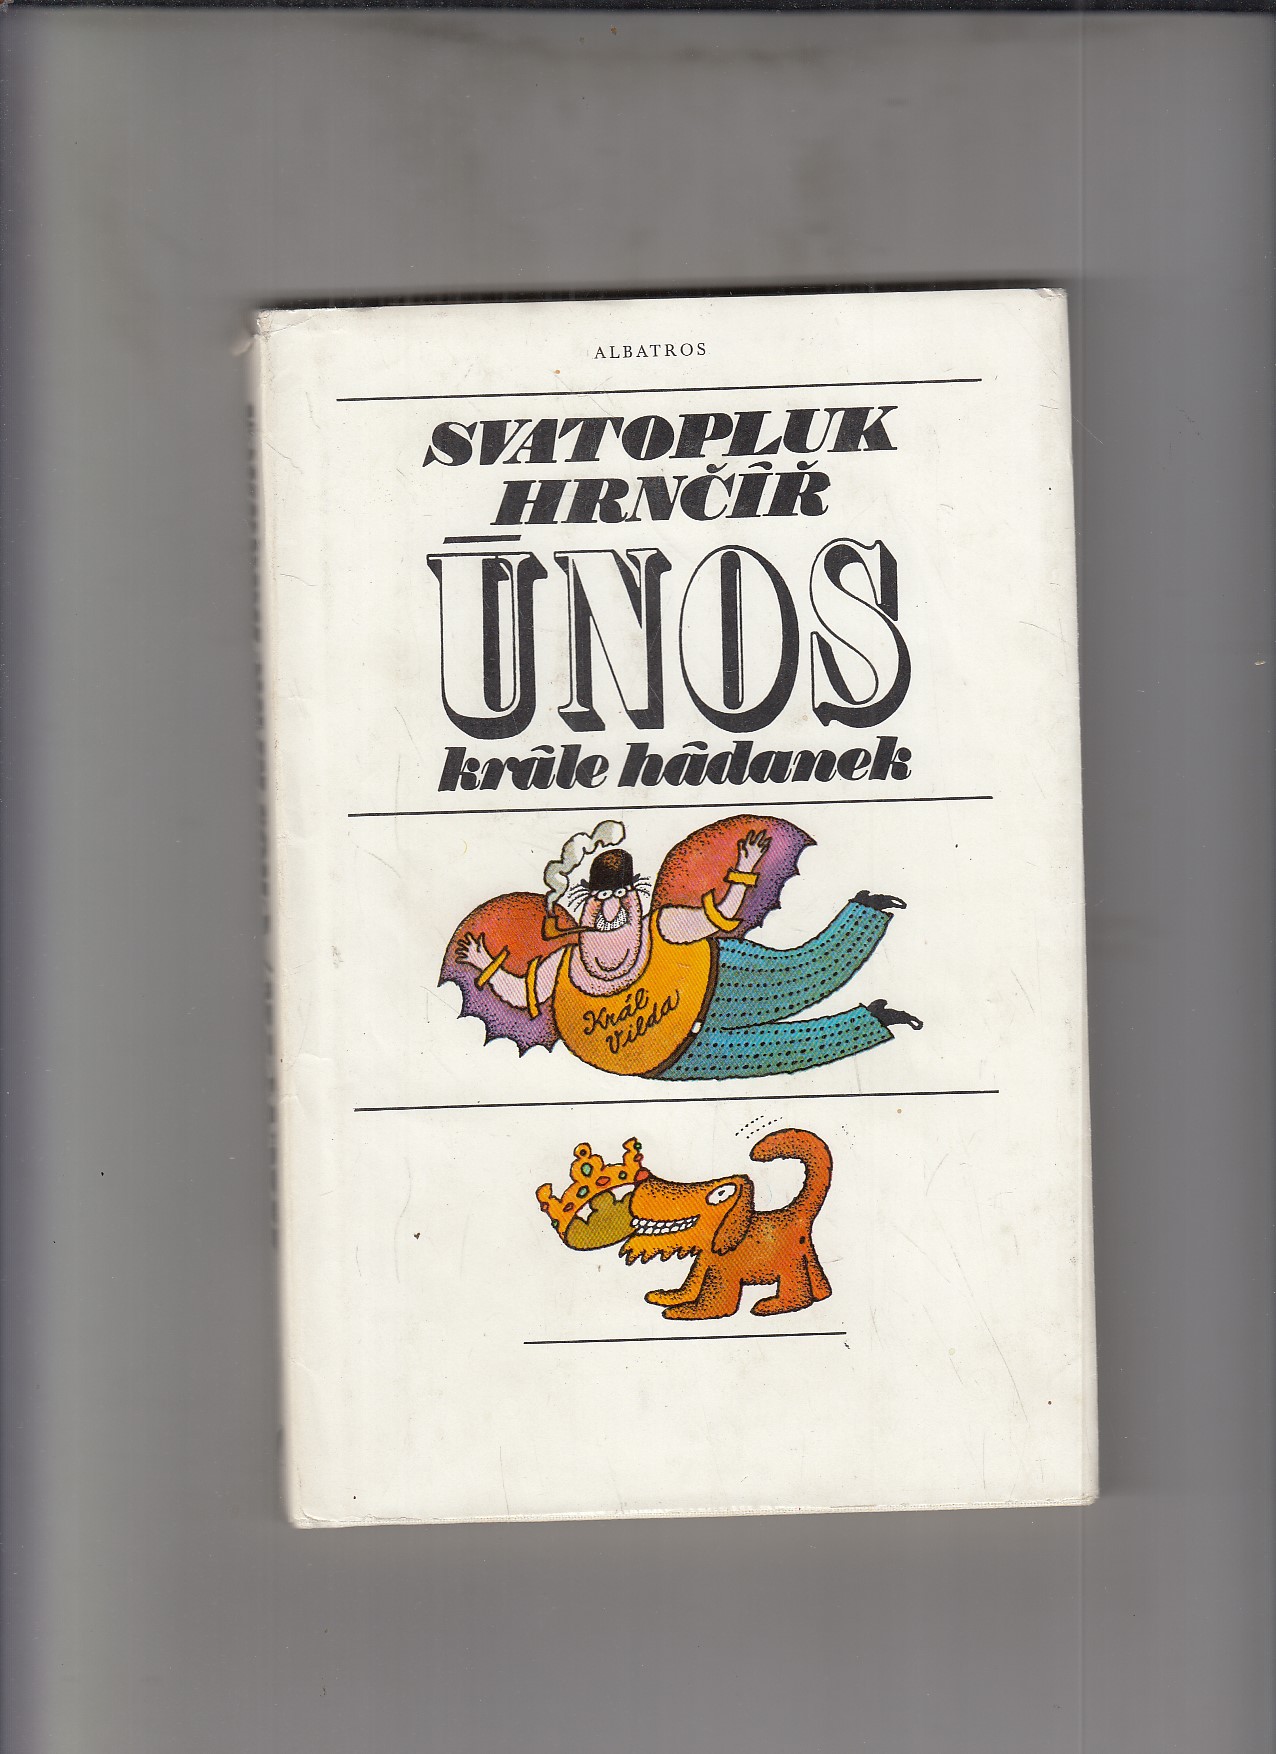 ALBATROS
SVATOPLUK
HRNČÍŘ
ÚNOS
krále hádanek
Král
Vilda